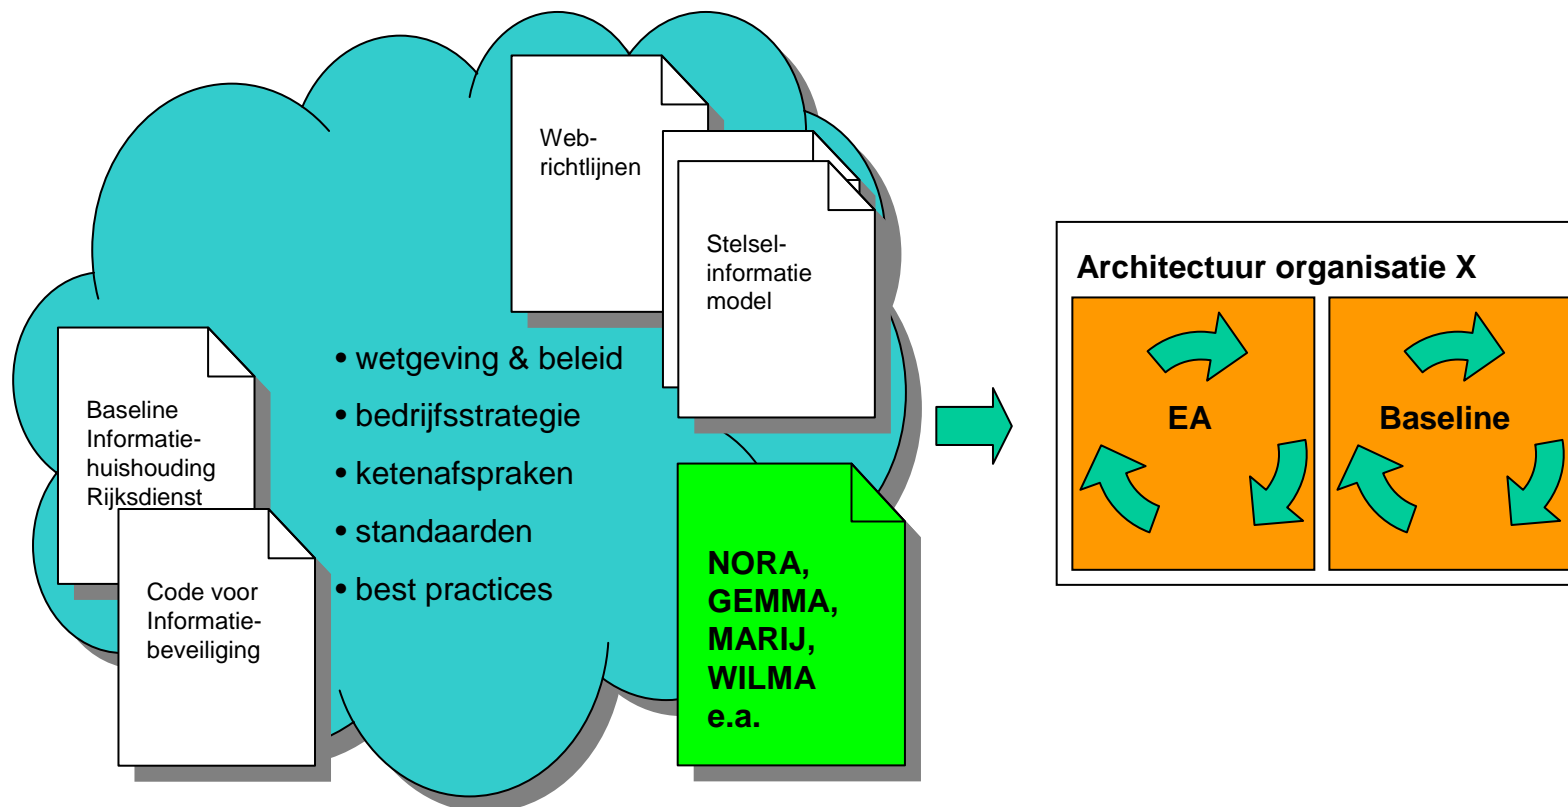 Web-
richtlijnen
Stelsel-
informatie
model
Baseline
Informatie-
huishouding
Rijksdienst
Code voor
Informatie-
beveiliging
• wetgeving & beleid
• bedrijfsstrategie
• ketenafspraken
• standaarden
• best practices
NORA,
GEMMA,
MARIJ,
WILMA
e.a.
Architectuur organisatie X
EA
Baseline